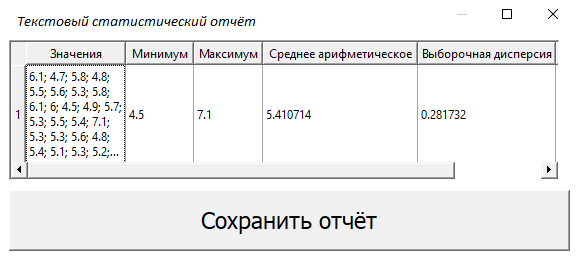 Текстовый статистический отчёт
Значения Минимум Максимум Среднее арифметическое Выборочная дисперсия
6.1; 4.7; 5.8; 4.8;
5.5; 5.6; 5.3; 5.8;
6.1; 6; 4.5; 4.9; 5.7;
1 5.3; 5.5; 5.4; 7.1; 4.5 7.1 5.410714 0.281732
5.3; 5.3; 5.6; 4.8;
5.4; 5.1; 5.3; 5.2;...
Сохранить отчёт